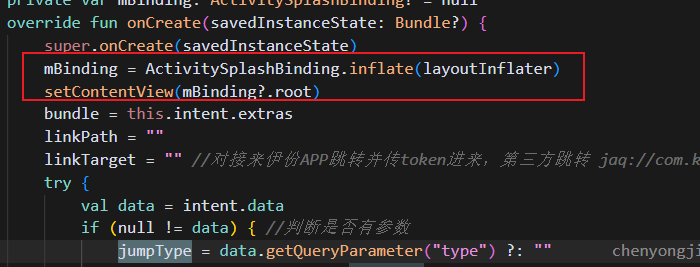 private var mBinding: ActivitySplashBinding? = null
override fun onCreate(savedInstanceState: Bundle?) {
super.onCreate(savedInstanceState)
mBinding = ActivitySplashBinding.inflate(layoutInflater)
setContentView(mBinding?.root)
bundle = this.intent.extras
linkPath = ""
linkTarget = "" //对接来伊份APP跳转并传token进来，第三方跳转 jaq://com.k
try {
val data = intent.data
if (null != data) { //判断是否有参数
jumpType = data.getQueryParameter("type") ?: "" chenyongji